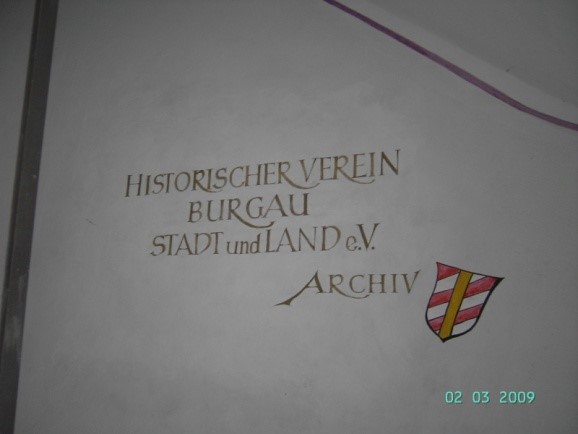 HISTORISCHER VEREIN
BURGAU
STADT und LAND e.V.
ARCHIV
02 03 2009